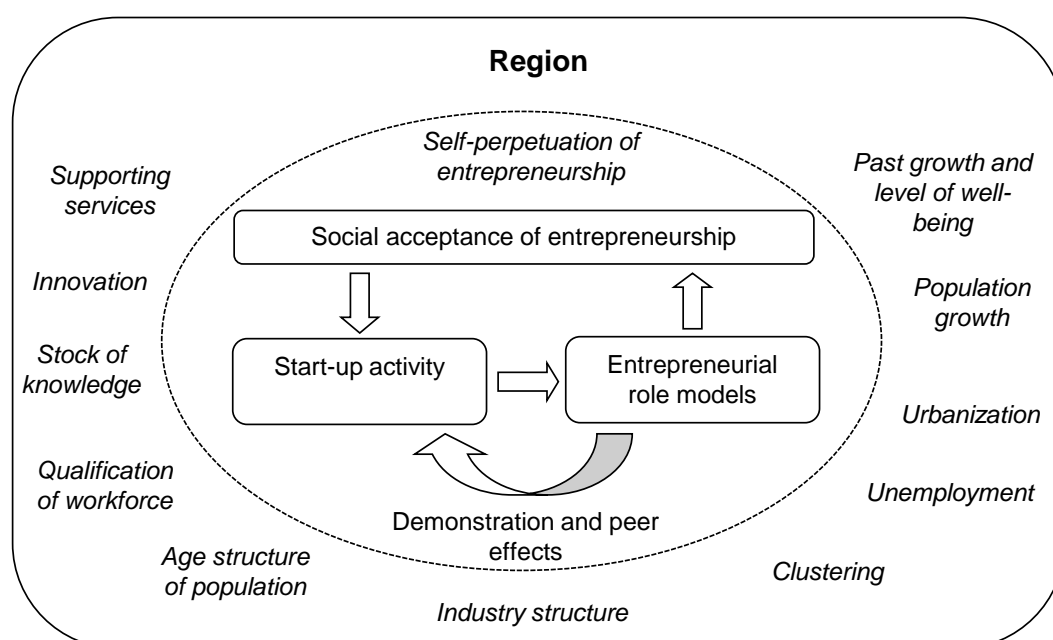 Region
Self-perpetuation of
entrepreneurship
Supporting
services
Past growth and
level of well-
being
Social acceptance of entrepreneurship
Innovation
Population
growth
Stock of
knowledge
Start-up activity
Entrepreneurial
role models
Urbanization
Qualification
of workforce
Unemployment
Demonstration and peer
effects
Age structure
of population
Clustering
Industry structure